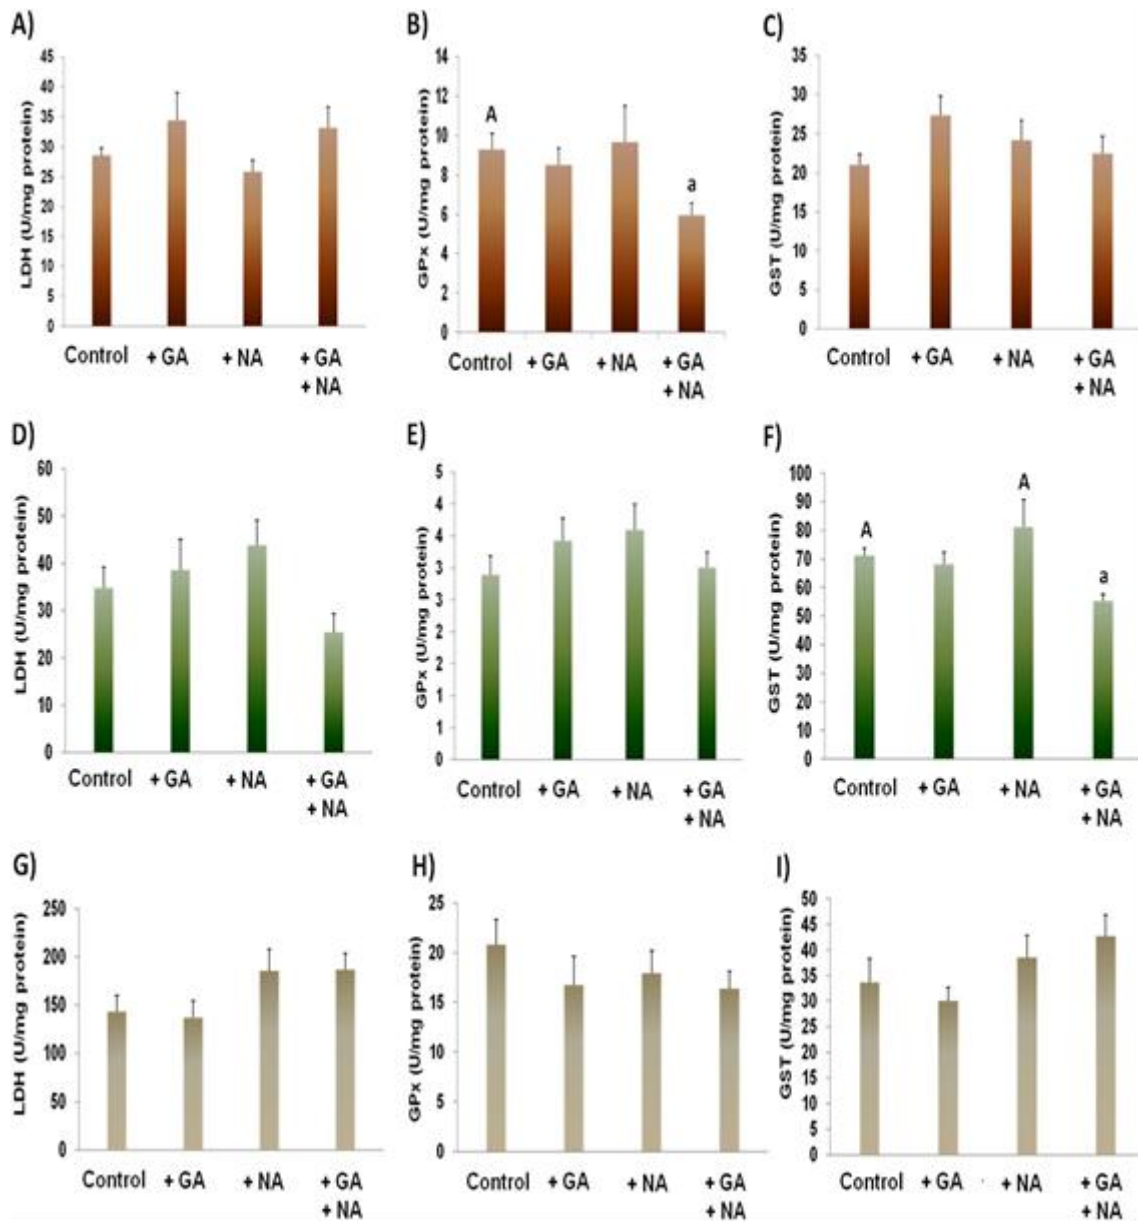 A)
LDH (U/mg protein)
45
40
35
30
25
20
15
10
5
0
Control
+ GA
+ NA
+ GA
+ NA
B)
GPx (U/mg protein)
14
12
10
8
6
4
2
0
A
a
Control
+ GA
+ NA
+ GA
+ NA
C)
GST (U/mg protein)
35
30
25
20
15
10
5
0
Control
+ GA
+ NA
+ GA
+ NA
D)
LDH (U/mg protein)
60
50
40
30
20
10
0
Control
+ GA
+ NA
+ GA
+ NA
E)
GPx (U/mg protein)
5
4
4
3
3
2
2
1
1
0
Control
+ GA
+ NA
+ GA
+ NA
F)
GST (U/mg protein)
100
90
80
70
60
50
40
30
20
10
0
A
A
a
Control
+ GA
+ NA
+ GA
+ NA
G)
LDH (U/mg protein)
250
200
150
100
50
0
Control
+ GA
+ NA
+ GA
+ NA
H)
GPx (U/mg protein)
25
20
15
10
5
0
Control
+ GA
+ NA
+ GA
+ NA
I)
GST (U/mg protein)
50
45
40
35
30
25
20
15
10
5
0
Control
+ GA
+ NA
+ GA
+ NA